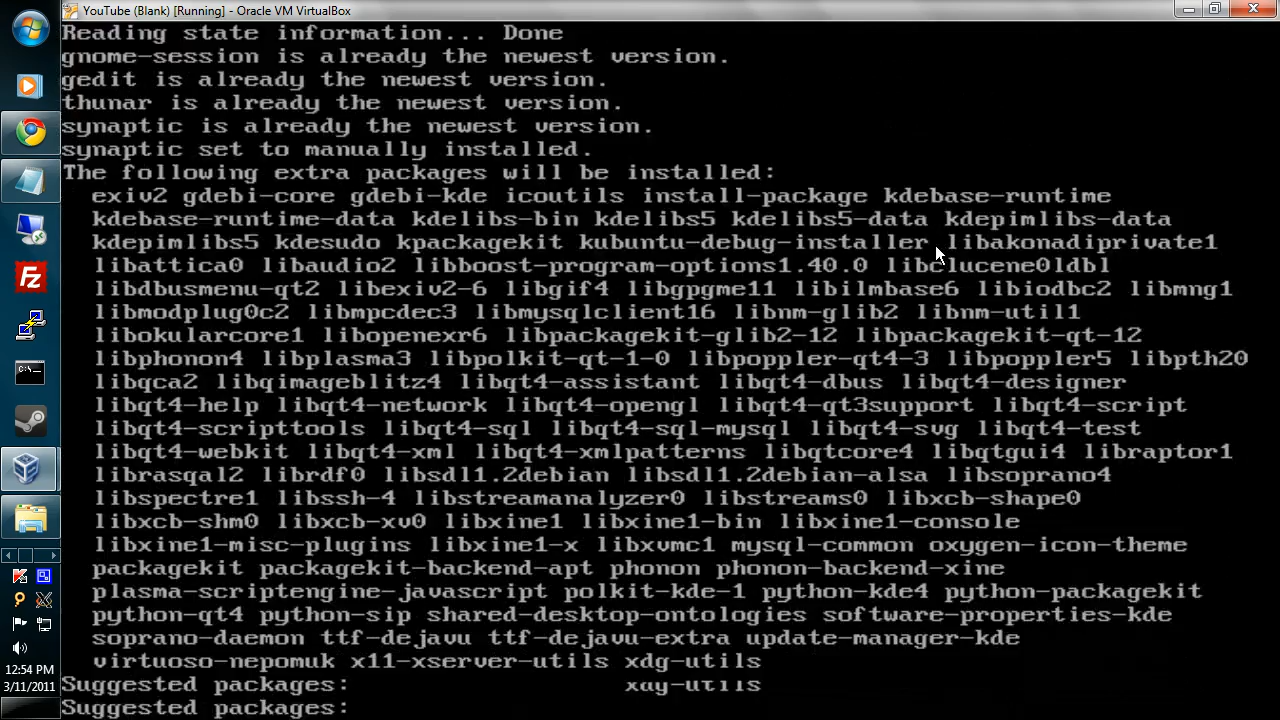 YouTube (Blank) [Running] - Oracle VM VirtualBox
Reading state information... Done
gnome-session is already the newest version.
gedit is already the newest version.
thunar is already the newest version.
synaptic is already the newest version.
synaptic set to manually installed.
The following extra packages will be installed:
exiv2 gdebi-core gdebi-kde icoutils install-package kdebase-runtime
kdebase-runtime-data kdelibs-bin kdelibs5 kdelibs5-data kdepimlibs-data
kdepimlibs5 kdesudo kpackagekit kubuntu-debug-installer libakonadiprivate1
libattica0 libaudio2 libboost-program-options1.40.0 libclucene0ldbl
libdbusmenu-qt2 libexiv2-6 libgif4 libgpgme11 libilmbase6 libiodbc2 libmng1
libmodplug0c2 libmpcdec3 libmysqlclient16 libnm-glib2 libnm-util1
libokularcore1 libopenexr6 libpackagekit-glib2-12 libpackagekit-qt-12
libphonon4 libplasma3 libpolkit-qt-1-0 libpoppler-qt4-3 libpoppler5 libpth20
libqca2 libqimageblitz4 libqt4-assistant libqt4-dbus libqt4-designer
libqt4-help libqt4-network libqt4-opengl libqt4-qt3support libqt4-script
libqt4-scripttools libqt4-sql libqt4-sql-mysql libqt4-svg libqt4-test
libqt4-webkit libqt4-xml libqt4-xmlpatterns libqtcore4 libqtgui4 libraptor1
librasqal2 librdf0 libsdl1.2debian libsdl1.2debian-alsa libsoprano4
libspectre1 libssh-4 libstreamanalyzer0 libstreams0 libxcb-shape0
libxcb-shm0 libxcb-xv0 libxine1 libxine1-bin libxine1-console
libxine1-misc-plugins libxine1-x libxvmc1 mysql-common oxygen-icon-theme
packagekit packagekit-backend-apt phonon phonon-backend-xine
plasma-scriptengine-javascript polkit-kde-1 python-kde4 python-packagekit
python-qt4 python-sip shared-desktop-ontologies software-properties-kde
soprano-daemon ttf-dejavu ttf-dejavu-extra update-manager-kde
virtuoso-nepomuk x11-xserver-utils xdg-utils
Suggested packages: xdg-utils
Suggested packages:
12:54 PM
3/11/2011